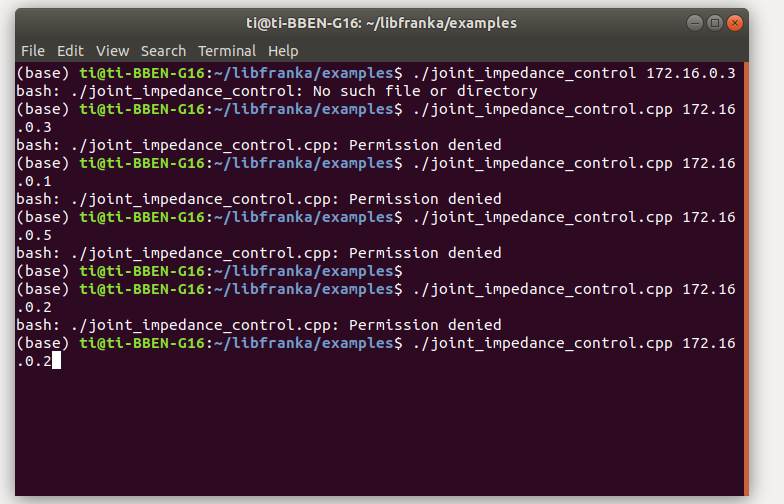 ti@ti-BBEN-G16: ~/libfranka/examples
File Edit View Search Terminal Help
(base) ti@ti-BBEN-G16:~/libfranka/examples$ ./joint_impedance_control 172.16.0.3
bash: ./joint_impedance_control: No such file or directory
(base) ti@ti-BBEN-G16:~/libfranka/examples$ ./joint_impedance_control.cpp 172.16
.0.3
bash: ./joint_impedance_control.cpp: Permission denied
(base) ti@ti-BBEN-G16:~/libfranka/examples$ ./joint_impedance_control.cpp 172.16
.0.1
bash: ./joint_impedance_control.cpp: Permission denied
(base) ti@ti-BBEN-G16:~/libfranka/examples$ ./joint_impedance_control.cpp 172.16
.0.5
bash: ./joint_impedance_control.cpp: Permission denied
(base) ti@ti-BBEN-G16:~/libfranka/examples$
(base) ti@ti-BBEN-G16:~/libfranka/examples$ ./joint_impedance_control.cpp 172.16
.0.2
bash: ./joint_impedance_control.cpp: Permission denied
(base) ti@ti-BBEN-G16:~/libfranka/examples$ ./joint_impedance_control.cpp 172.16
.0.2